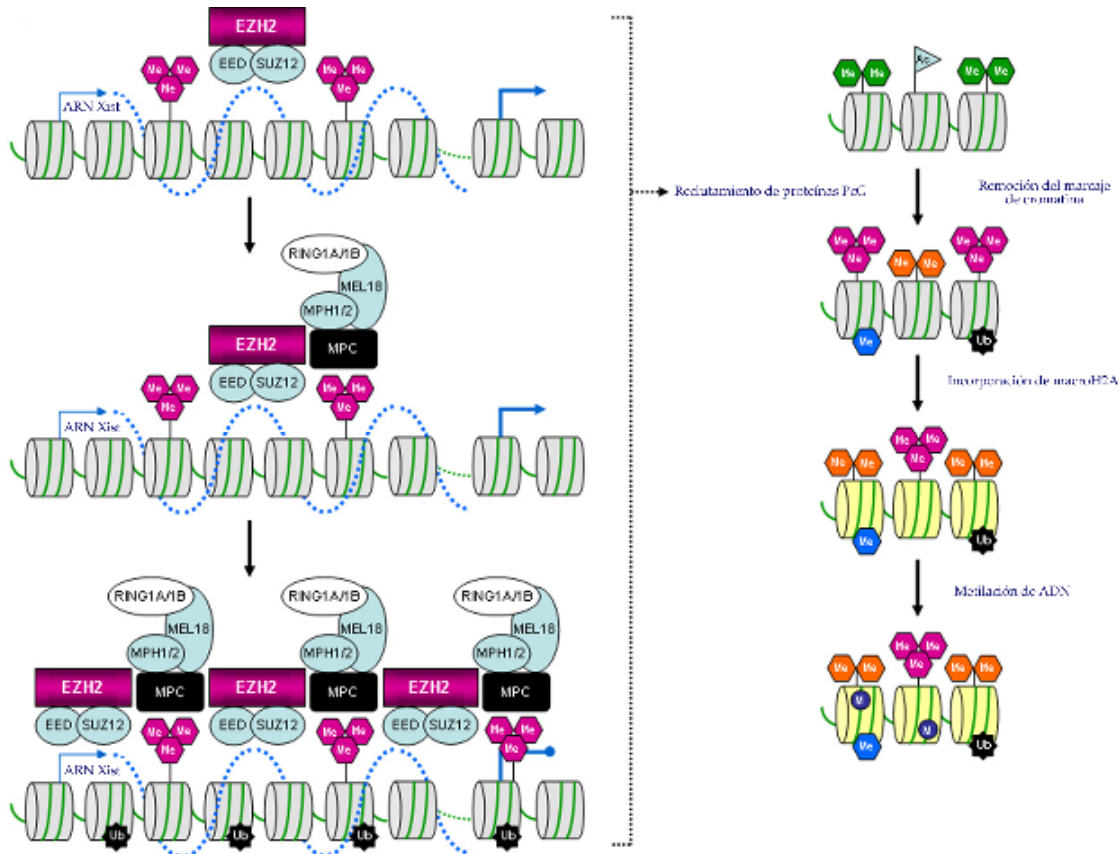 EZH2
EED SUZ12
Me Me Me Me
Me Me
ARN Xist
RING1A/1B
MEL18
MPH1/2
EZH2 MPC
EED SUZ12
Me Me Me Me
Me Me
ARN Xist
RING1A/1B RING1A/1B RING1A/1B
MEL18 MEL18 MEL18
MPH1/2 MPH1/2 MPH1/2
EZH2 MPC EZH2 MPC EZH2 MPC
EED SUZ12 EED SUZ12 EED SUZ12
Me Me Me Me Me Me
Me Me Me
ARN Xist
Ub Ub Ub Ub
Reclutamiento de proteínas PcG
Ac
Me Me Me Me
Remoción del marcaje
de cromatina
Me Me Me Me
Me Me Me Me
Me Ub
Incorporación de macroH2A
Me Me
Me Me Me Me Me
Me Ub
Metilación de ADN
Me Me
Me Me Me Me Me
M
M
Me Ub